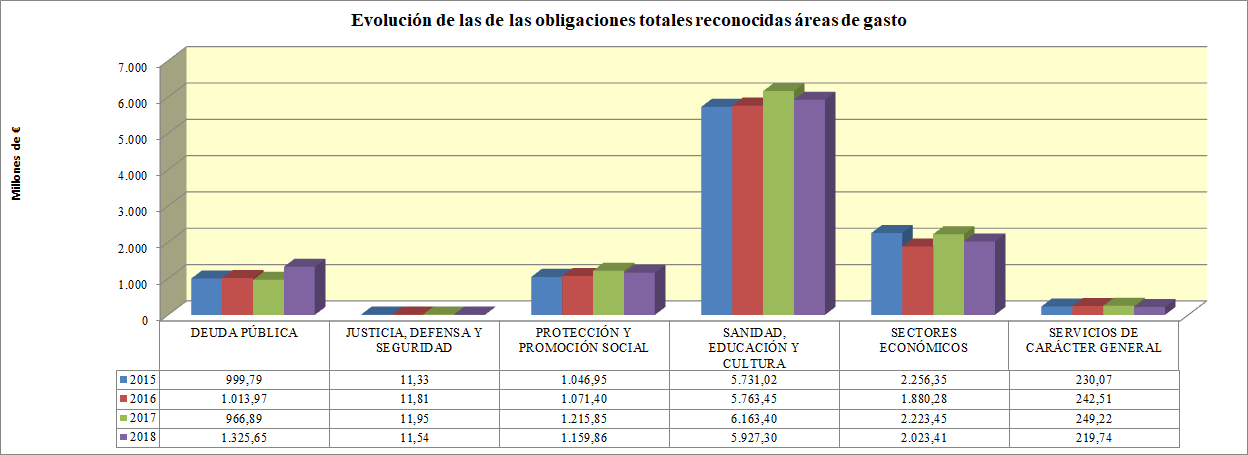 Evolución de las de las obligaciones totales reconocidas áreas de gasto
Millones de €
7.000
6.000
5.000
4.000
3.000
2.000
1.000
0
DEUDA PÚBLICA
JUSTICIA, DEFENSA Y
SEGURIDAD
PROTECCIÓN Y
PROMOCIÓN SOCIAL
SANIDAD,
EDUCACIÓN Y
CULTURA
SECTORES
ECONÓMICOS
SERVICIOS DE
CARÁCTER GENERAL
2015 999,79 11,33 1.046,95 5.731,02 2.256,35 230,07
2016 1.013,97 11,81 1.071,40 5.763,45 1.880,28 242,51
2017 966,89 11,95 1.215,85 6.163,40 2.223,45 249,22
2018 1.325,65 11,54 1.159,86 5.927,30 2.023,41 219,74